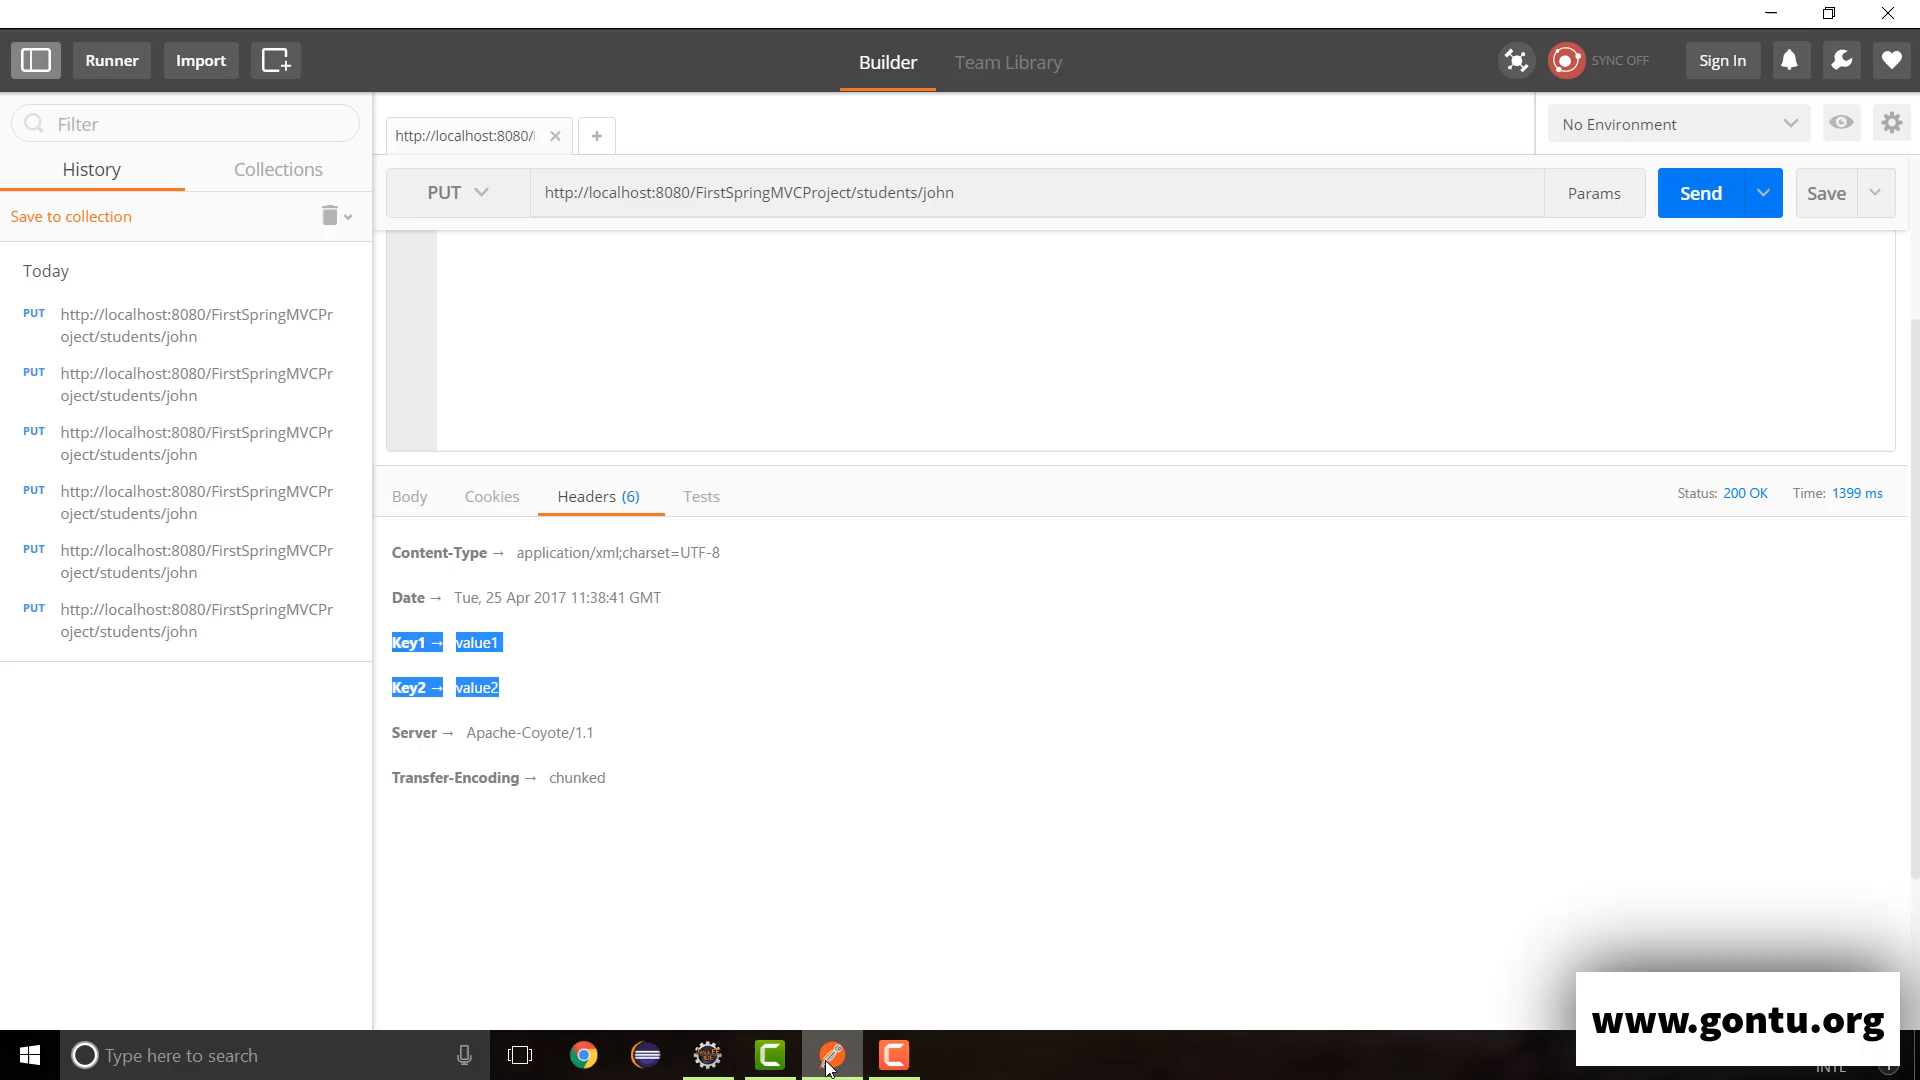 Runner
Import
Builder
Team Library
SYNC OFF
Sign In
Filter
http://localhost:8080/
No Environment
History
Collections
PUT
http://localhost:8080/FirstSpringMVCProject/students/john
Params
Send
Save
Save to collection
Today
PUT http://localhost:8080/FirstSpringMVCPr
oject/students/john
PUT http://localhost:8080/FirstSpringMVCPr
oject/students/john
PUT http://localhost:8080/FirstSpringMVCPr
oject/students/john
PUT http://localhost:8080/FirstSpringMVCPr
oject/students/john
PUT http://localhost:8080/FirstSpringMVCPr
oject/students/john
PUT http://localhost:8080/FirstSpringMVCPr
oject/students/john
Body
Cookies
Headers (6)
Tests
Status: 200 OK
Time: 1399 ms
Content-Type → application/xml;charset=UTF-8
Date → Tue, 25 Apr 2017 11:38:41 GMT
Key1 → value1
Key2 → value2
Server → Apache-Coyote/1.1
Transfer-Encoding → chunked
www.gontu.org
Type here to search